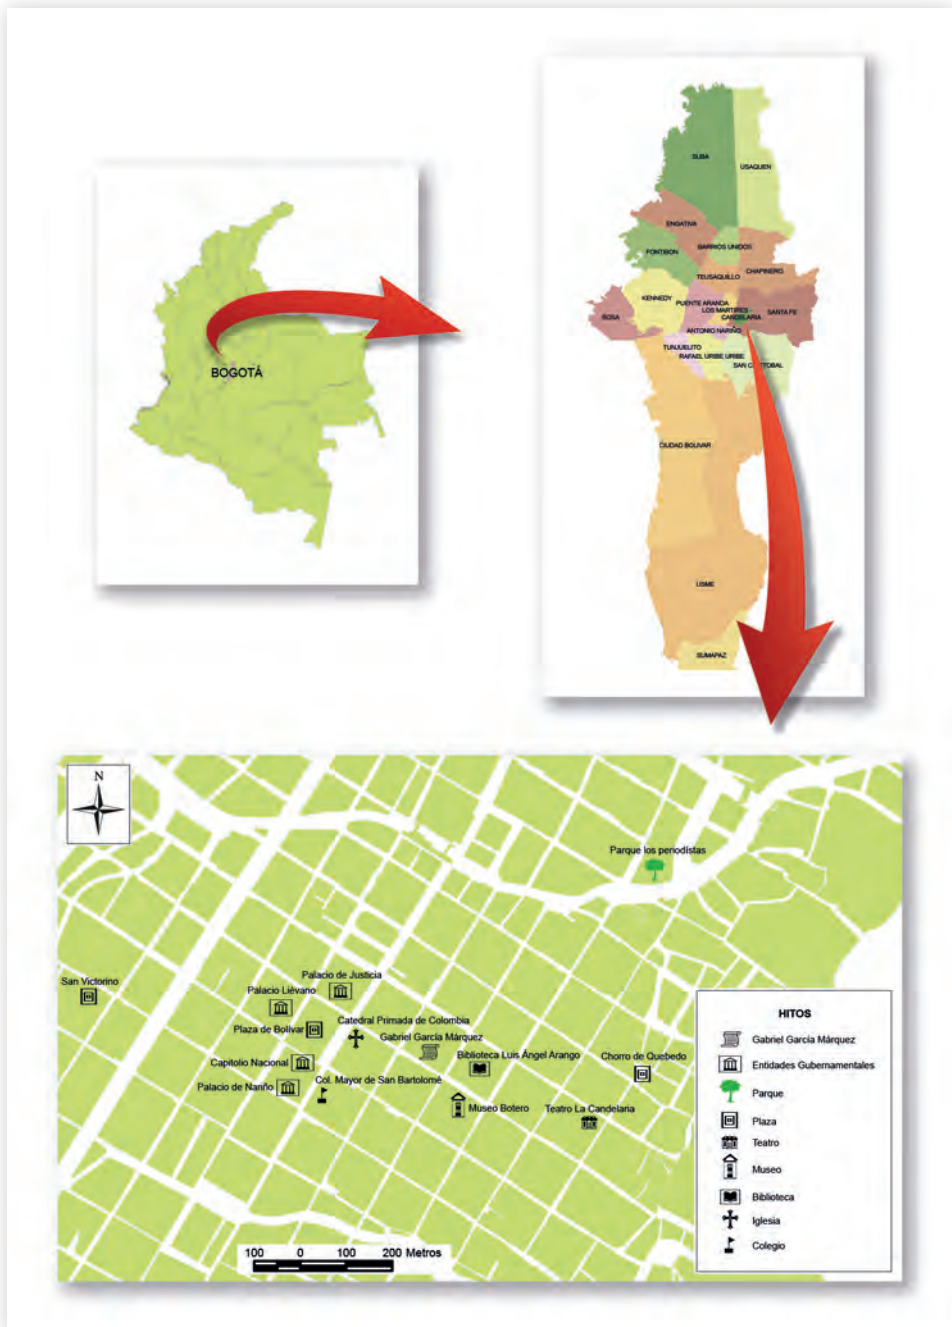 BOGOTÁ
SUBA
USAQUEN
ENGATIVA
BARRIOS UNIDOS
FONTIBON
CHAPINERO
TEUSAQUILLO
KENNEDY
PUENTE ARANDA
LOS MARTIRES
SANTA FE
CANDELARIA
BOSA
ANTONIO NARIÑO
TUNJUELITO
RAFAEL URIBE URIBE
CIUDAD BOLIVAR
USME
SUMAPAZ
N
Parque los periodistas
San Victorino
Palacio de Justicia
Palacio Liévano
Plaza de Bolívar
Catedral Primada de Colombia
Gabriel García Márquez
Capitolio Nacional
Biblioteca Luis Ángel Arango
Chorro de Quebedo
Palacio de Nariño
Col. Mayor de San Bartolomé
Museo Botero
Teatro La Candelaria
100 0 100 200 Metros
HITOS
Gabriel García Márquez
Entidades Gubernamentales
Parque
Plaza
Teatro
Museo
Biblioteca
Iglesia
Colegio